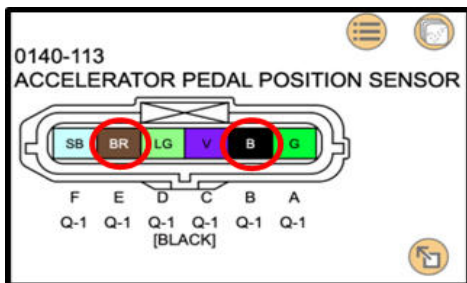 0140-113
ACCELERATOR PEDAL POSITION SENSOR
SB BR LG V B G
F E D C B A
Q-1 Q-1 Q-1 Q-1 Q-1 Q-1
[BLACK]